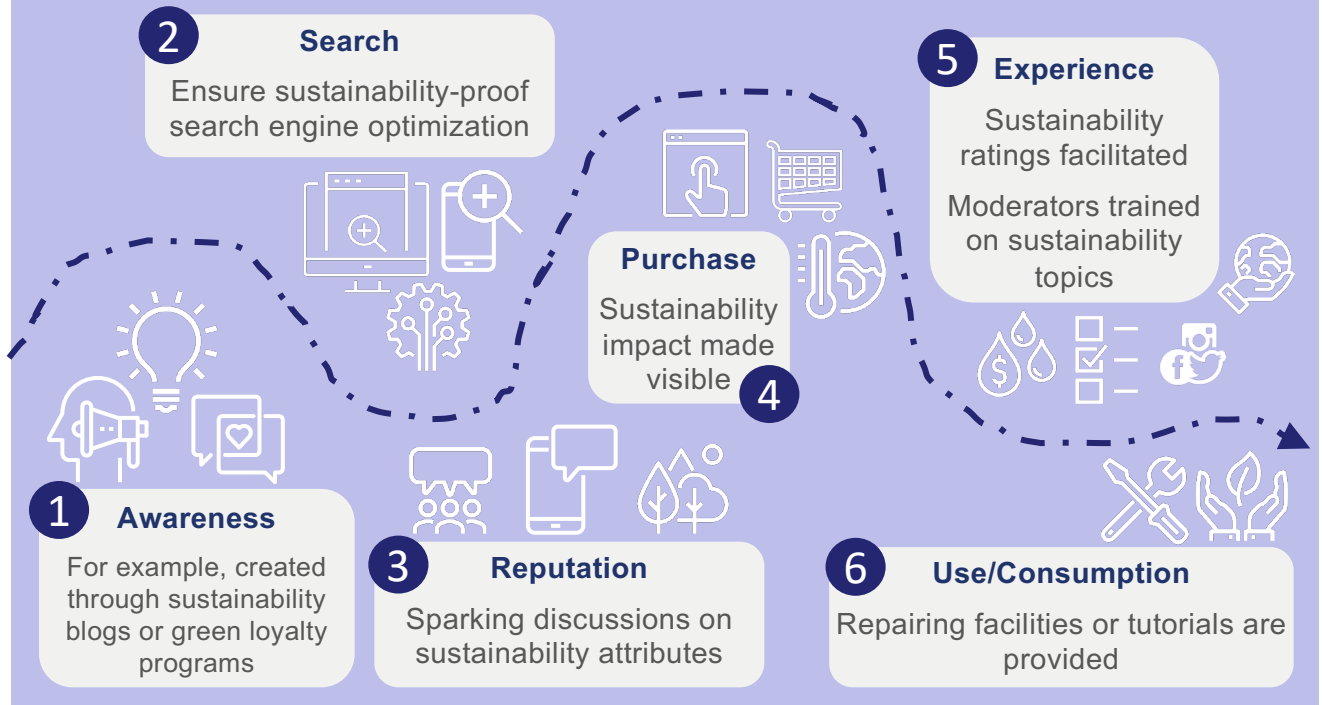 1
Awareness
For example, created
through sustainability
blogs or green loyalty
programs
2
Search
Ensure sustainability-proof
search engine optimization
3
Reputation
Sparking discussions on
sustainability attributes
Purchase
Sustainability
impact made
visible
4
5
Experience
Sustainability
ratings facilitated
Moderators trained
on sustainability
topics
$
f
6
Use/Consumption
Repairing facilities or tutorials are
provided